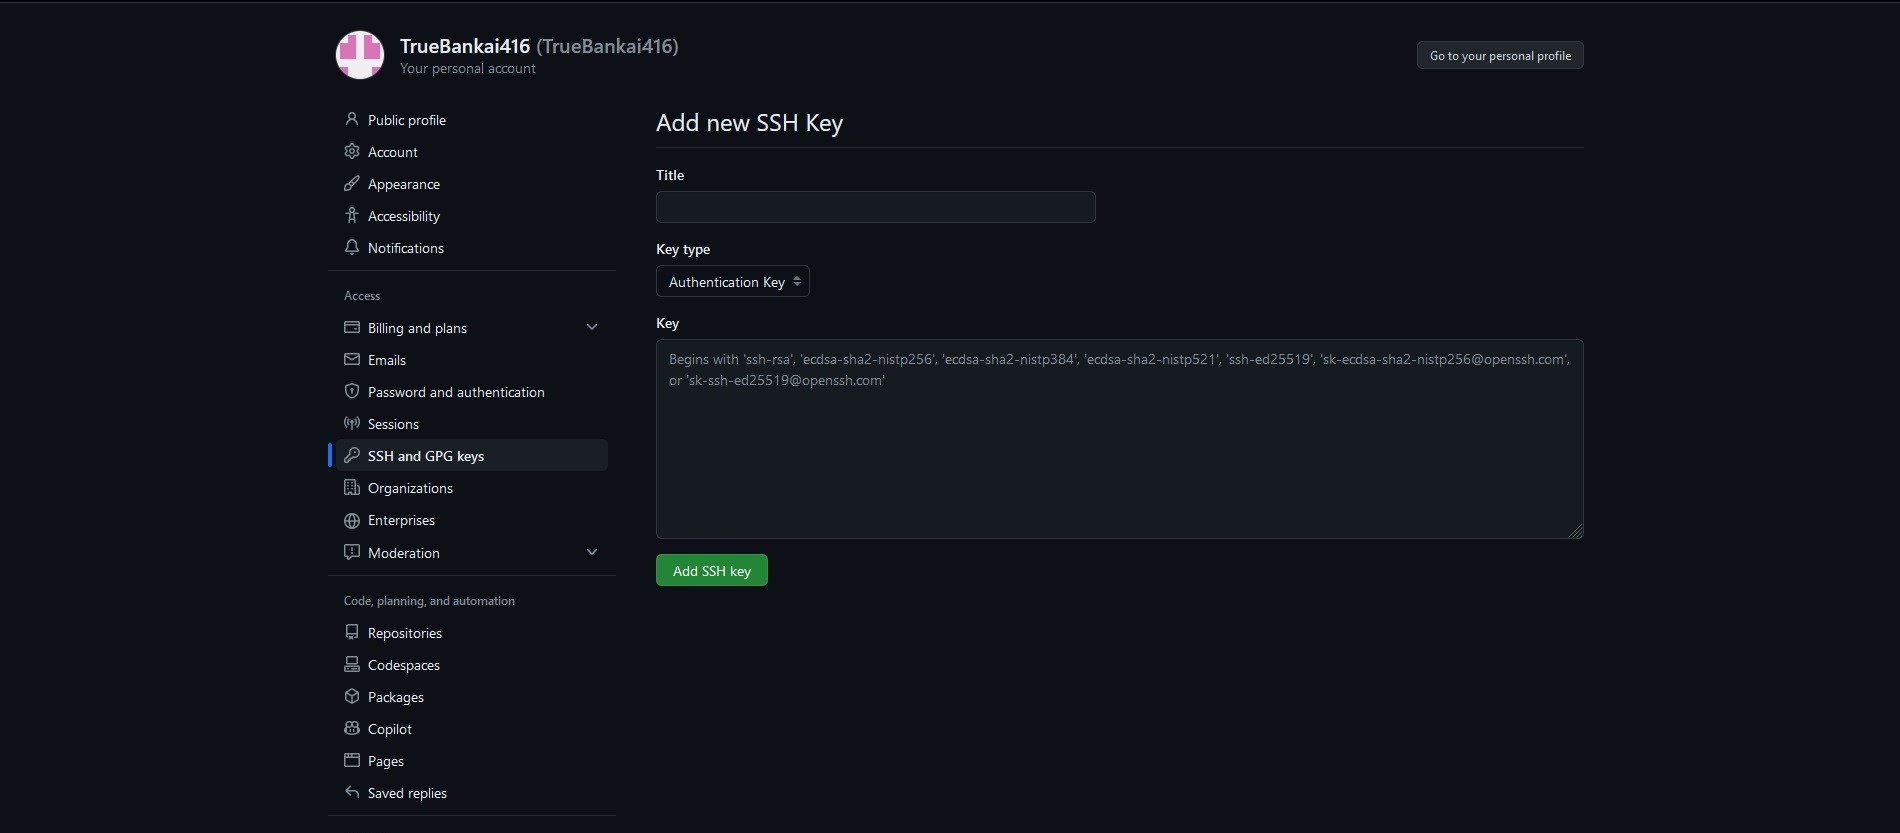 TrueBankai416 (TrueBankai416)
Your personal account
Go to your personal profile
Public profile
Account
Appearance
Accessibility
Notifications
Access
Billing and plans
Emails
Password and authentication
Sessions
SSH and GPG keys
Organizations
Enterprises
Moderation
Code, planning, and automation
Repositories
Codespaces
Packages
Copilot
Pages
Saved replies
Add new SSH Key
Title
Key type
Authentication Key
Key
Begins with 'ssh-rsa', 'ecdsa-sha2-nistp256', 'ecdsa-sha2-nistp384', 'ecdsa-sha2-nistp521', 'ssh-ed25519', 'sk-ecdsa-sha2-nistp256@openssh.com',
or 'sk-ssh-ed25519@openssh.com'
Add SSH key